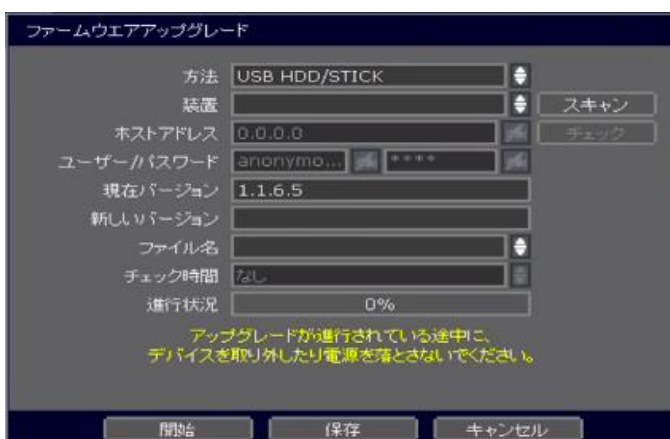 ファームウエアアップグレード
方法 USB HDD/STICK
装置 スキャン
ホストアドレス 0.0.0.0 チェック
ユーザー/パスワード anonymo... ****
現在バージョン 1.1.6.5
新しいバージョン
ファイル名
チェック時間 なし
進行状況 0%
アップグレードが進行されている途中に、
デバイスを取り外したり電源を落とさないでください。
開始 保存 キャンセル